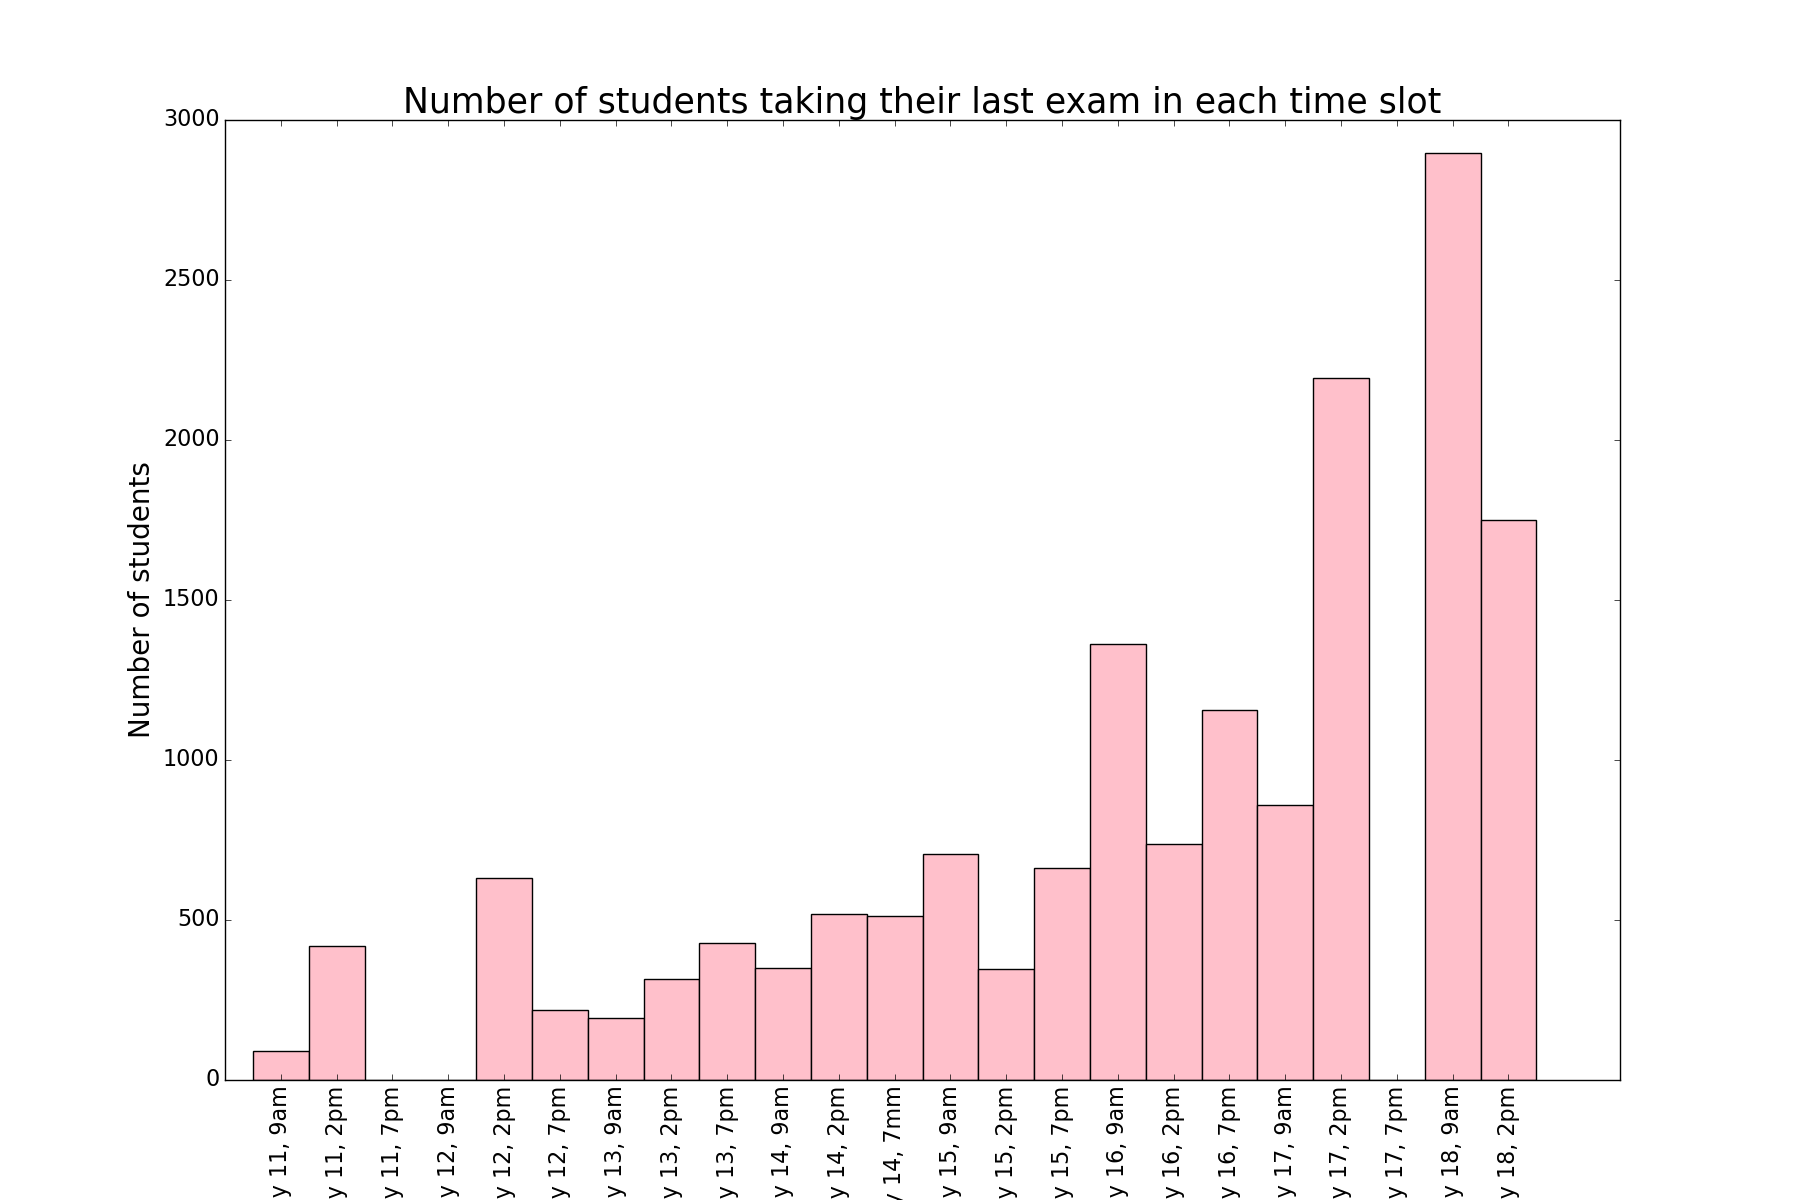 Number of students taking their last exam in each time slot
Number of students
3000
2500
2000
1500
1000
500
0
y 11, 9am
y 11, 2pm
y 11, 7pm
y 12, 9am
y 12, 2pm
y 12, 7pm
y 13, 9am
y 13, 2pm
y 13, 7pm
y 14, 9am
y 14, 2pm
y 14, 7mm
y 15, 9am
y 15, 2pm
y 15, 7pm
y 16, 9am
y 16, 2pm
y 16, 7pm
y 17, 9am
y 17, 2pm
y 17, 7pm
y 18, 9am
y 18, 2pm